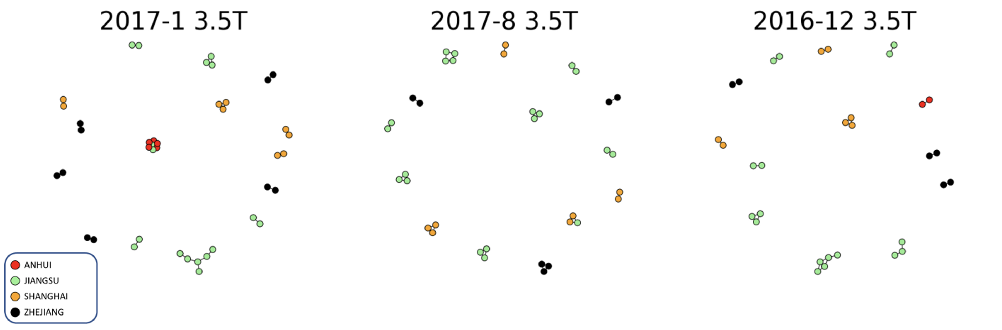 2017-1 3.5T
2017-8 3.5T
2016-12 3.5T
ANHUI
JIANGSU
SHANGHAI
ZHEJIANG